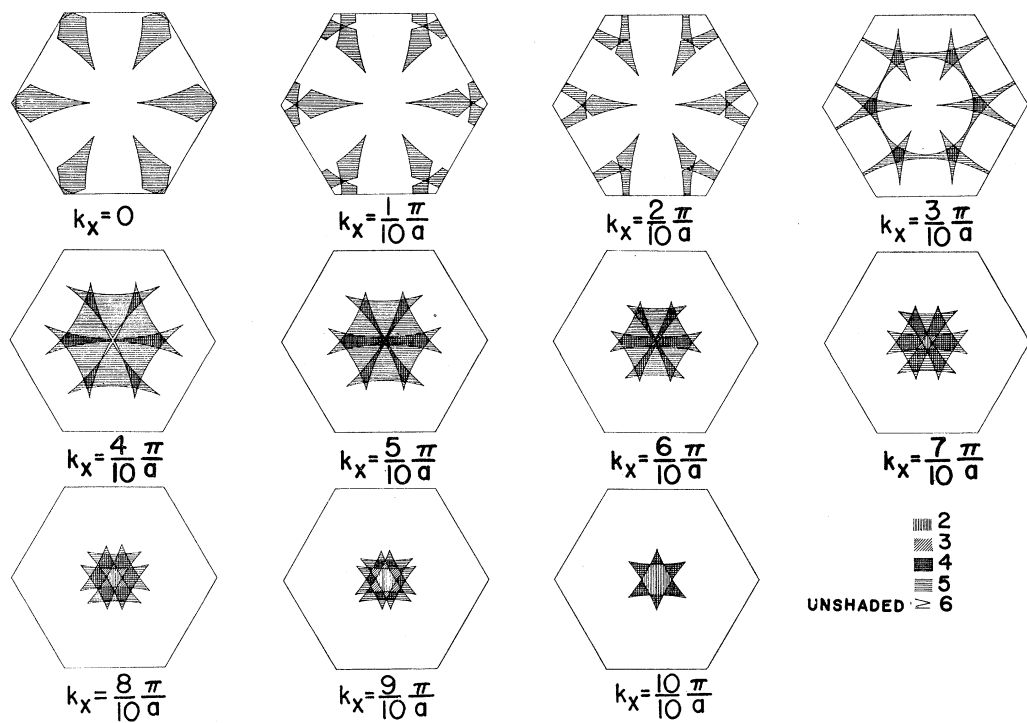 kx=0
kx=1/10 π/a
kx=2/10 π/a
kx=3/10 π/a
kx=4/10 π/a
kx=5/10 π/a
kx=6/10 π/a
kx=7/10 π/a
kx=8/10 π/a
kx=9/10 π/a
kx=10/10 π/a
2
3
4
5
UNSHADED ≥ 6